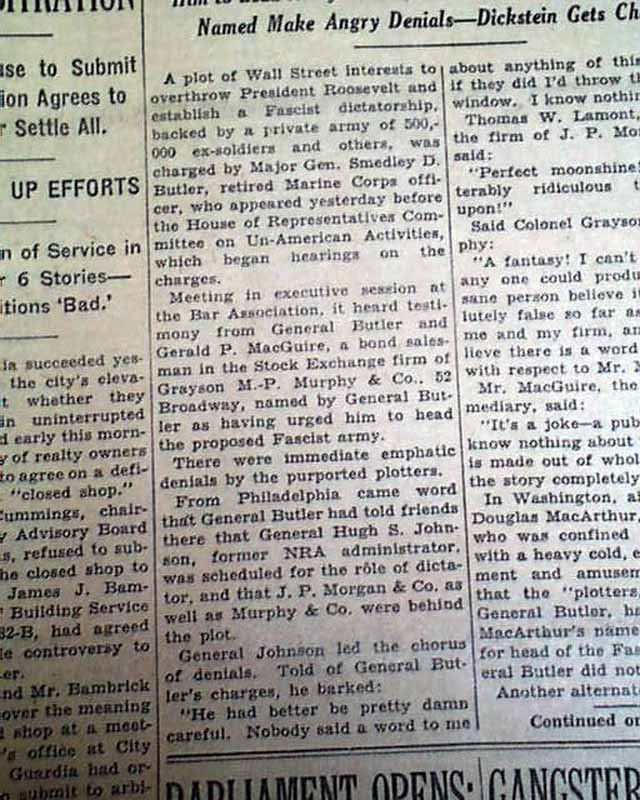 Named Make Angry Denials—Dickstein Gets
use to Submit
ion Agrees to
r Settle All.
UP EFFORTS
n of Service in
r 6 Stories—
itions 'Bad.'
ia succeeded yes-
the city's eleva-
t whether they
in uninterrupted
d early this morn-
y of realty owners
to agree on a defi-
"closed shop."
Cummings, chair-
y Advisory Board
s, refused to sub-
he closed shop to
James J. Bam-
Building Service
32-B, had agreed
le controversy to
er.
nd Mr. Bambrick
over the meaning
d shop at a meet-
's office at City
Guardia had or-
submit to arbi-
A plot of Wall Street interests to
overthrow President Roosevelt and
establish a Fascist dictatorship,
backed by a private army of 500,-
000 ex-soldiers and others, was
charged by Major Gen. Smedley D.
Butler, retired Marine Corps offi-
cer, who appeared yesterday before
the House of Representatives Com-
mittee on Un-American Activities,
which began hearings on the
charges.
Meeting in executive session at
the Bar Association, it heard testi-
mony from General Butler and
Gerald P. MacGuire, a bond sales-
man in the Stock Exchange firm of
Grayson M.-P. Murphy & Co., 52
Broadway, named by General But-
ler as having urged him to head
the proposed Fascist army.
There were immediate emphatic
denials by the purported plotters.
From Philadelphia came word
that General Butler had told friends
there that General Hugh S. John-
son, former NRA administrator,
was scheduled for the rôle of dicta-
tor, and that J. P. Morgan & Co. as
well as Murphy & Co. were behind
the plot.
General Johnson led the chorus
of denials. Told of General But-
ler's charges, he barked:
"He had better be pretty damn
careful. Nobody said a word to me
about anything of this
if they did I'd throw t
window. I know nothin
Thomas W. Lamont,
the firm of J. P. Mo
said:
"Perfect moonshine!
terably ridiculous t
upon!"
Said Colonel Grayson
phy:
"A fantasy! I can't
any one could produ
sane person believe it
lutely false so far as
me and my firm, an
lieve there is a word
with respect to Mr. M
Mr. MacGuire, the
mediary, said:
"It's a joke—a pub
know nothing about
is made out of whol
the story completely
In Washington, a
Douglas MacArthur,
who was confined
with a heavy cold, e
ment and amusem
that the "plotters,
General Butler, ha
MacArthur's name
for head of the Fas
eral Butler did not
Another alternat
Continued on
PARLIAMENT OPENS;
GANGSTER